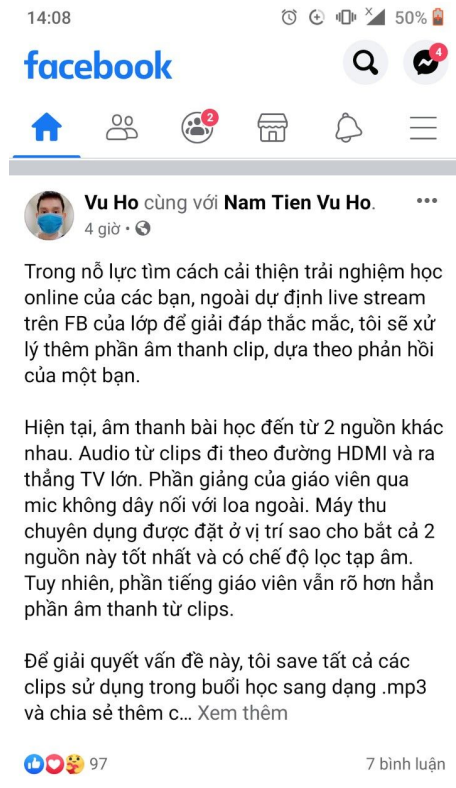 14:08
50%
facebook
4
2
Vu Ho cùng với Nam Tien Vu Ho.
4 giờ
Trong nỗ lực tìm cách cải thiện trải nghiệm học
online của các bạn, ngoài dự định live stream
trên FB của lớp để giải đáp thắc mắc, tôi sẽ xử
lý thêm phần âm thanh clip, dựa theo phản hồi
của một bạn.
Hiện tại, âm thanh bài học đến từ 2 nguồn khác
nhau. Audio từ clips đi theo đường HDMI và ra
thẳng TV lớn. Phần giảng của giáo viên qua
mic không dây nối với loa ngoài. Máy thu
chuyên dụng được đặt ở vị trí sao cho bắt cả 2
nguồn này tốt nhất và có chế độ lọc tạp âm.
Tuy nhiên, phần tiếng giáo viên vẫn rõ hơn hẳn
phần âm thanh từ clips.
Để giải quyết vấn đề này, tôi save tất cả các
clips sử dụng trong buổi học sang dạng .mp3
và chia sẻ thêm c... Xem thêm
97
7 bình luận